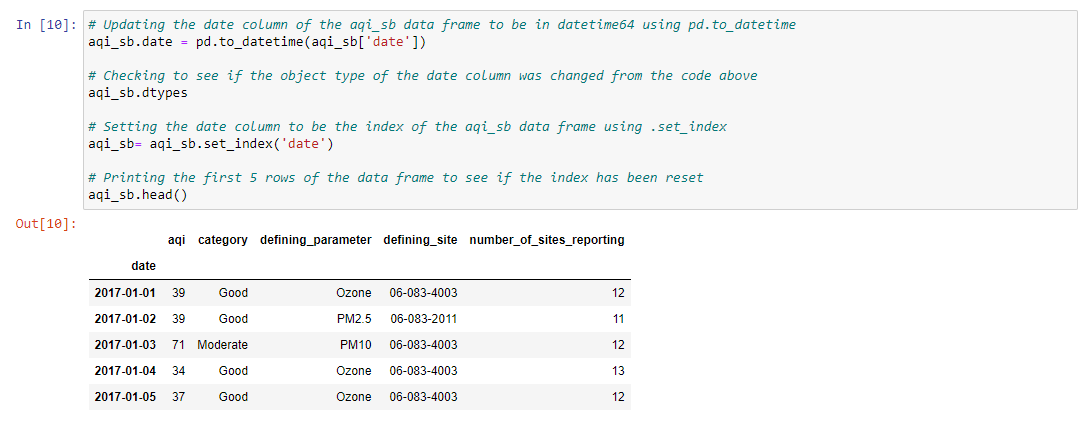 In [10]: # Updating the date column of the aqi_sb data frame to be in datetime64 using pd.to_datetime
aqi_sb.date = pd.to_datetime(aqi_sb['date'])
# Checking to see if the object type of the date column was changed from the code above
aqi_sb.dtypes
# Setting the date column to be the index of the aqi_sb data frame using .set_index
aqi_sb= aqi_sb.set_index('date')
# Printing the first 5 rows of the data frame to see if the index has been reset
aqi_sb.head()
Out[10]:
aqi category defining_parameter defining_site number_of_sites_reporting
date
2017-01-01 39 Good Ozone 06-083-4003 12
2017-01-02 39 Good PM2.5 06-083-2011 11
2017-01-03 71 Moderate PM10 06-083-4003 12
2017-01-04 34 Good Ozone 06-083-4003 13
2017-01-05 37 Good Ozone 06-083-4003 12